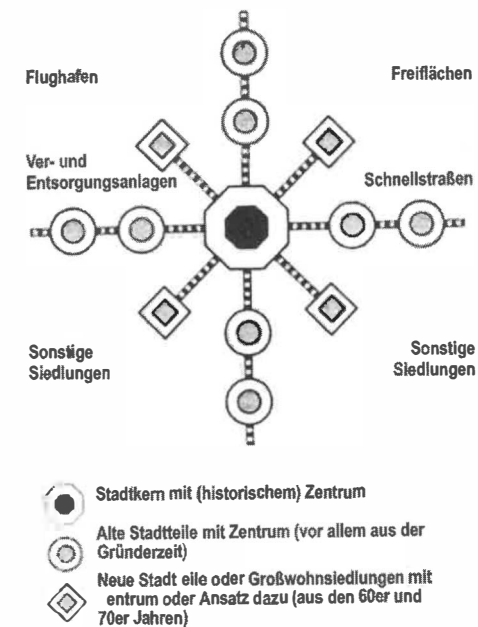 Flughafen
Freiflächen
Ver- und
Entsorgungsanlagen
Schnellstraßen
Sonstige
Siedlungen
Sonstige
Siedlungen
Stadtkern mit (historischem) Zentrum
Alte Stadtteile mit Zentrum (vor allem aus der
Gründerzeit)
Neue Stadt eile oder Großwohnsiedlungen mit
entrum oder Ansatz dazu (aus den 60er und
70er Jahren)